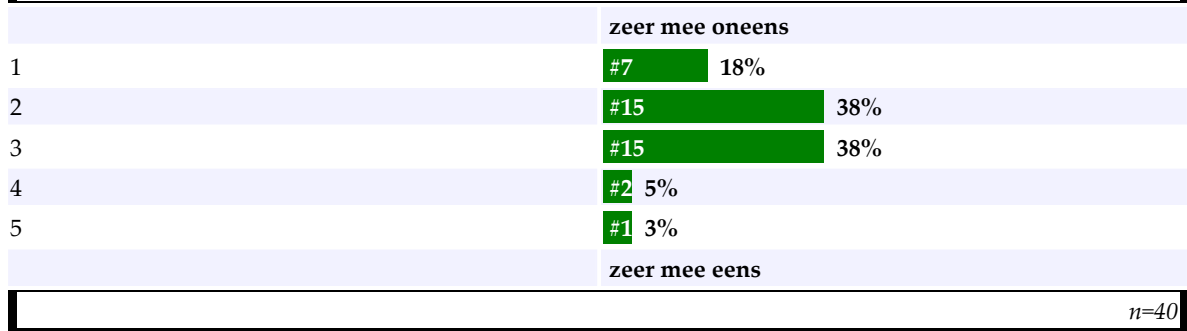 zeer mee oneens
1 #7 18%
2 #15 38%
3 #15 38%
4 #2 5%
5 #1 3%
zeer mee eens
n=40